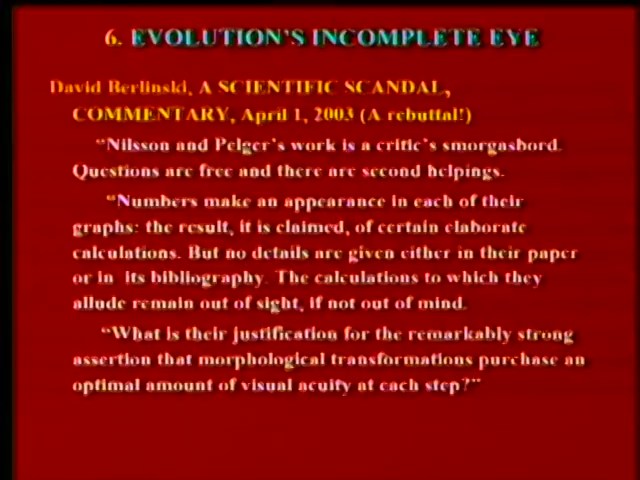 6. EVOLUTION'S INCOMPLETE EYE
David Berlinski, A SCIENTIFIC SCANDAL,
COMMENTARY, April 1, 2003 (A rebuttal!)
"Nilsson and Pelger's work is a critic's smorgasbord.
Questions are free and there are second helpings.
"Numbers make an appearance in each of their
graphs: the result, it is claimed, of certain elaborate
calculations. But no details are given either in their paper
or in its bibliography. The calculations to which they
allude remain out of sight, if not out of mind.
"What is their justification for the remarkably strong
assertion that morphological transformations purchase an
optimal amount of visual acuity at each step?"